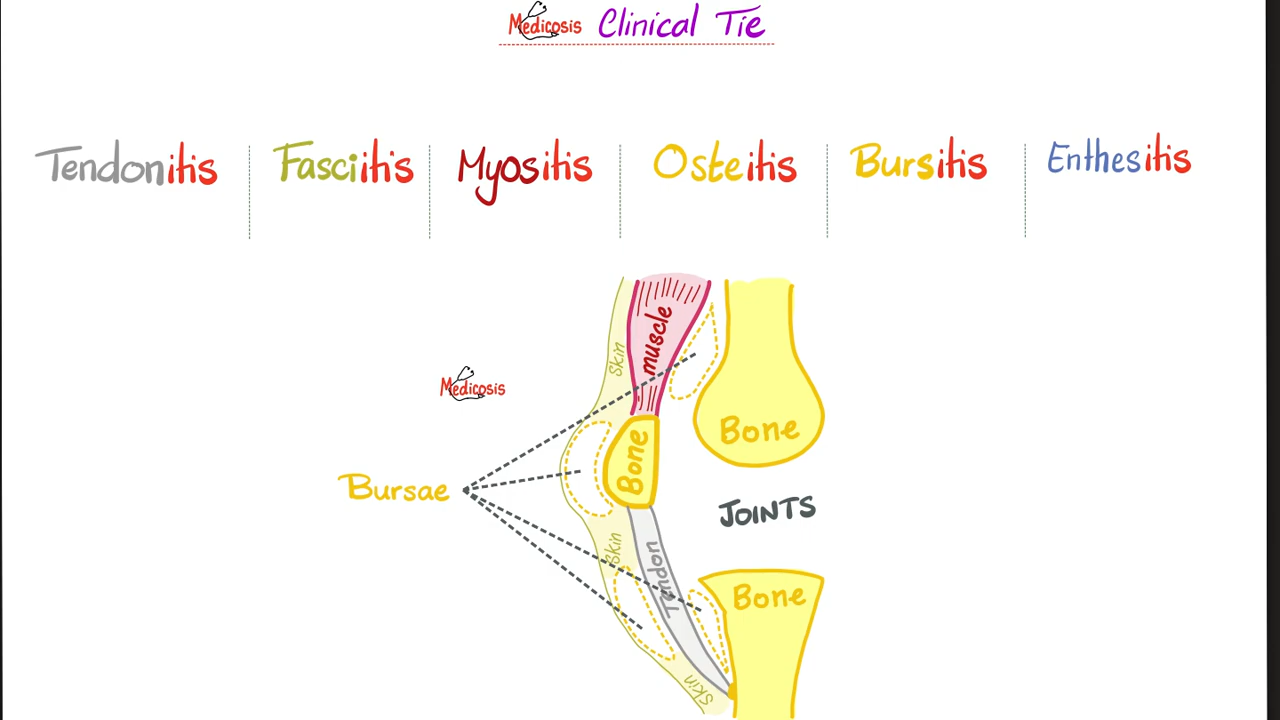 Medicosis Clinical Tie
Tendonitis Fasciitis Myositis Osteitis Bursitis Enthesitis
muscle
Skin
Medicosis
Bone
Bone
Bursae
JOINTS
Skin
Tendon
Bone
Skin